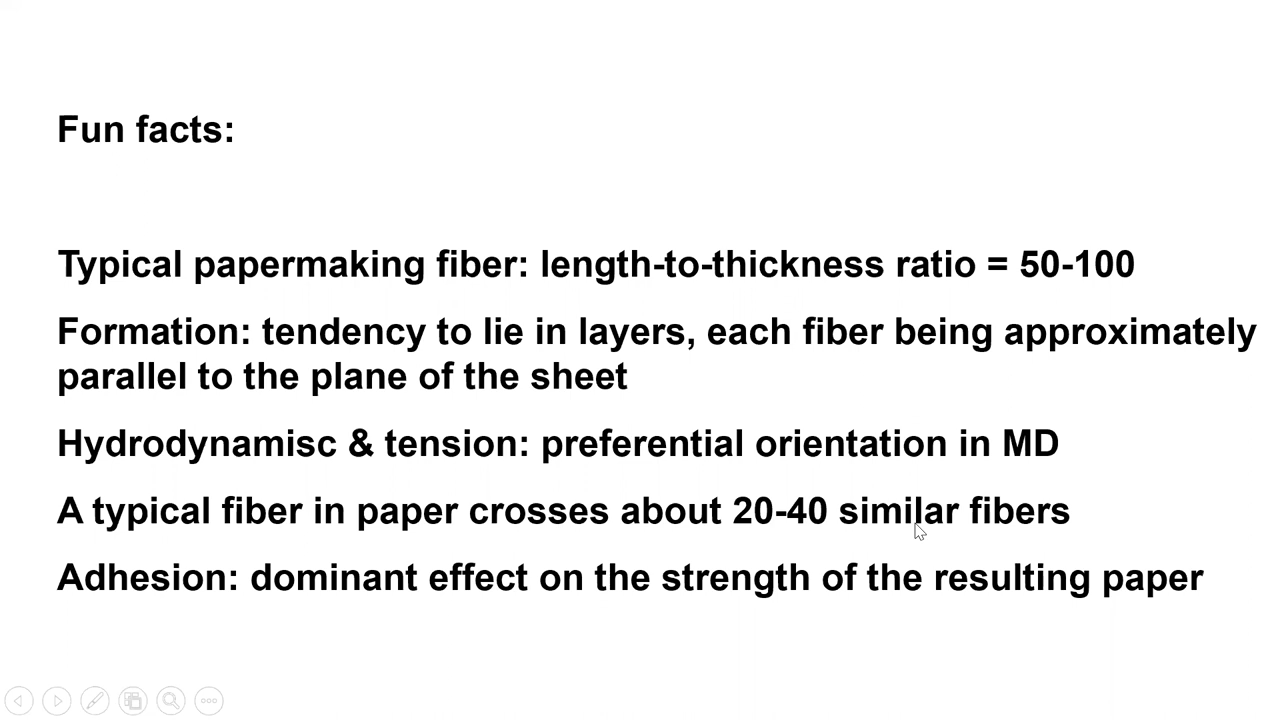 Fun facts:
Typical papermaking fiber: length-to-thickness ratio = 50-100
Formation: tendency to lie in layers, each fiber being approximately
parallel to the plane of the sheet
Hydrodynamisc & tension: preferential orientation in MD
A typical fiber in paper crosses about 20-40 similar fibers
Adhesion: dominant effect on the strength of the resulting paper